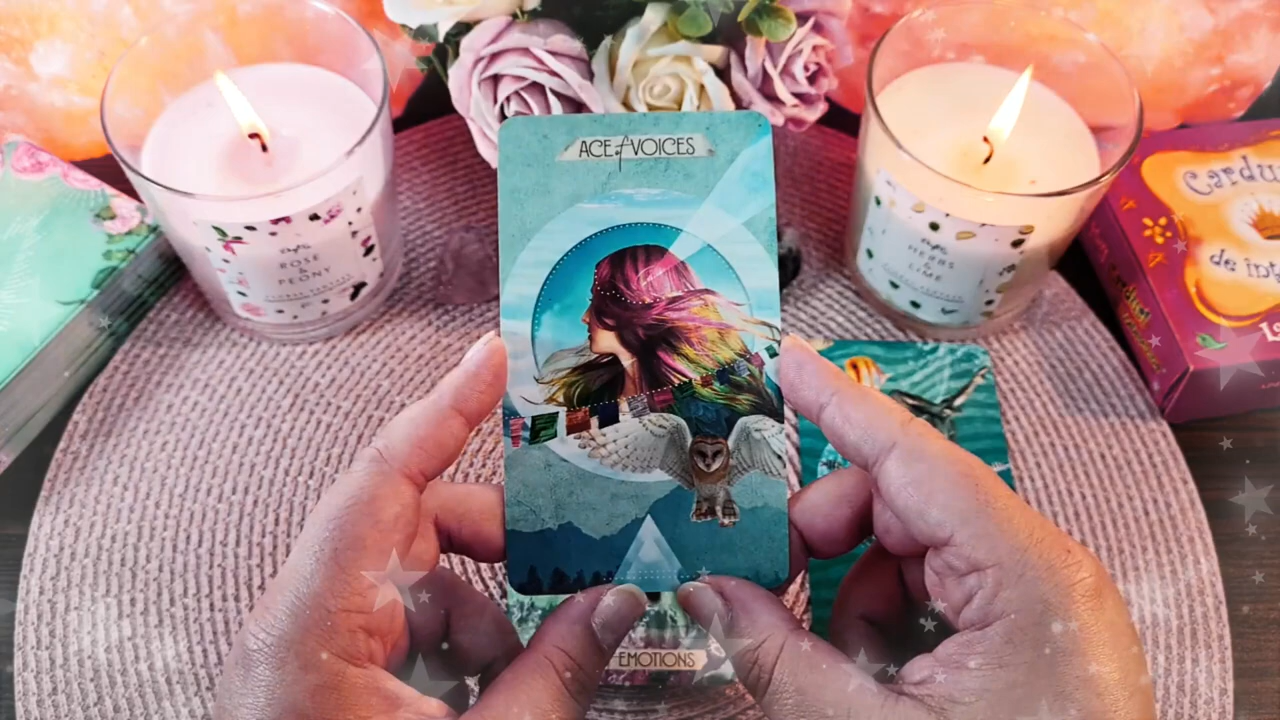 ACE of VOICES
ROSE
&
PEONY
HERBS
&
LIME
Cardu
de int
EMOTIONS